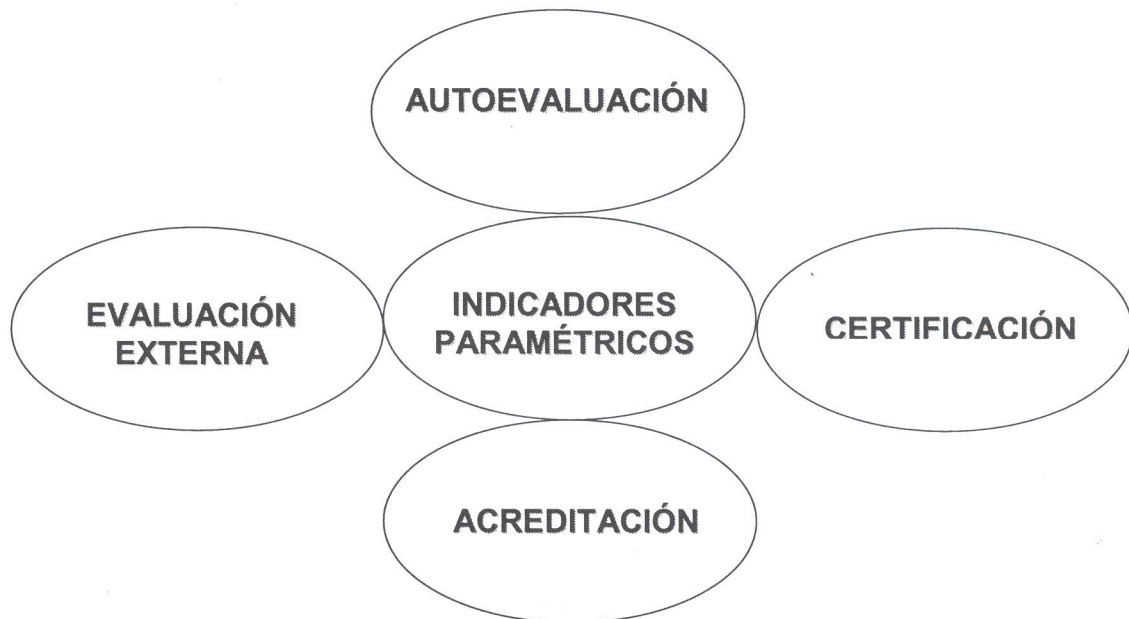 AUTOEVALUACIÓN
EVALUACIÓN
EXTERNA
INDICADORES
PARAMÉTRICOS
CERTIFICACIÓN
ACREDITACIÓN